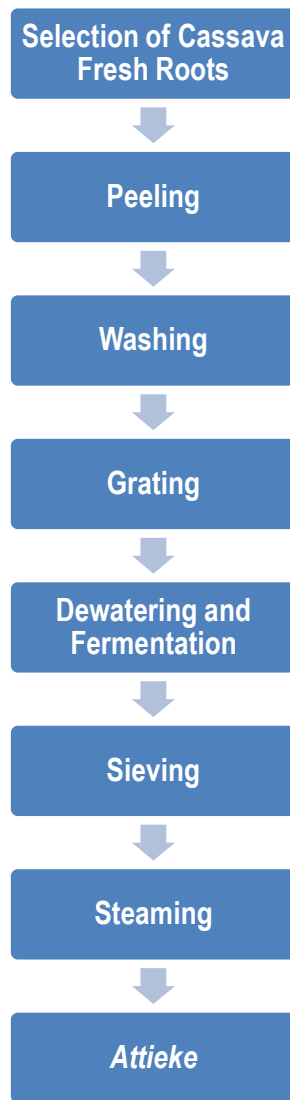 Selection of Cassava
Fresh Roots
Peeling
Washing
Grating
Dewatering and
Fermentation
Sieving
Steaming
Attieke